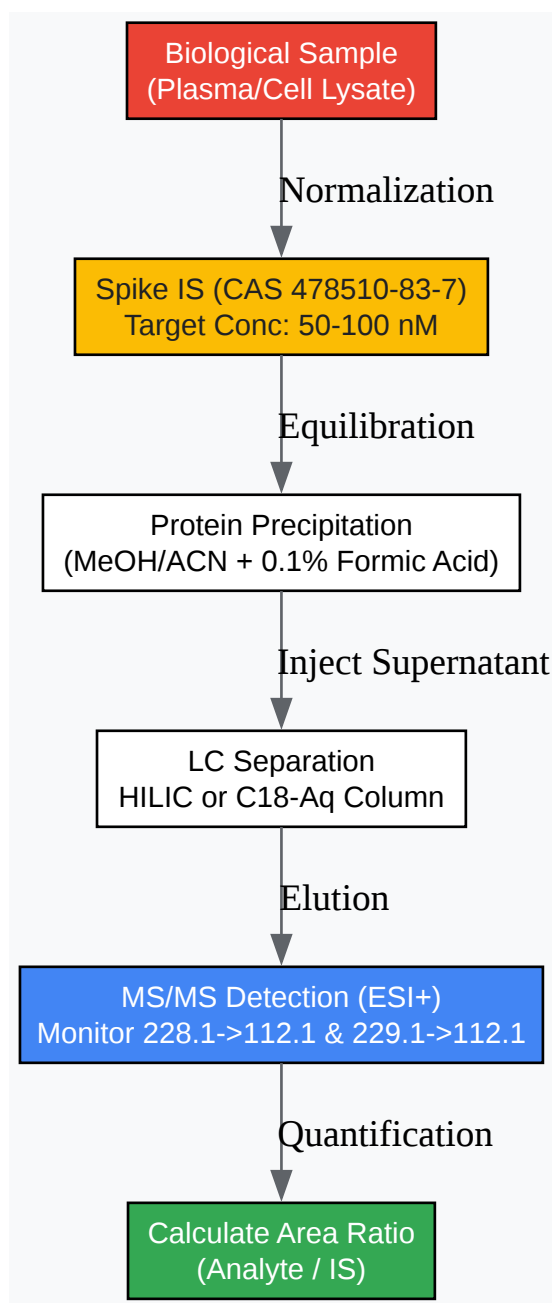 Biological Sample
(Plasma/Cell Lysate)
Normalization
Spike IS (CAS 478510-83-7)
Target Conc: 50-100 nM
Equilibration
Protein Precipitation
(MeOH/ACN + 0.1% Formic Acid)
Inject Supernatant
LC Separation
HILIC or C18-Aq Column
Elution
MS/MS Detection (ESI+)
Monitor 228.1->112.1 & 229.1->112.1
Quantification
Calculate Area Ratio
(Analyte / IS)